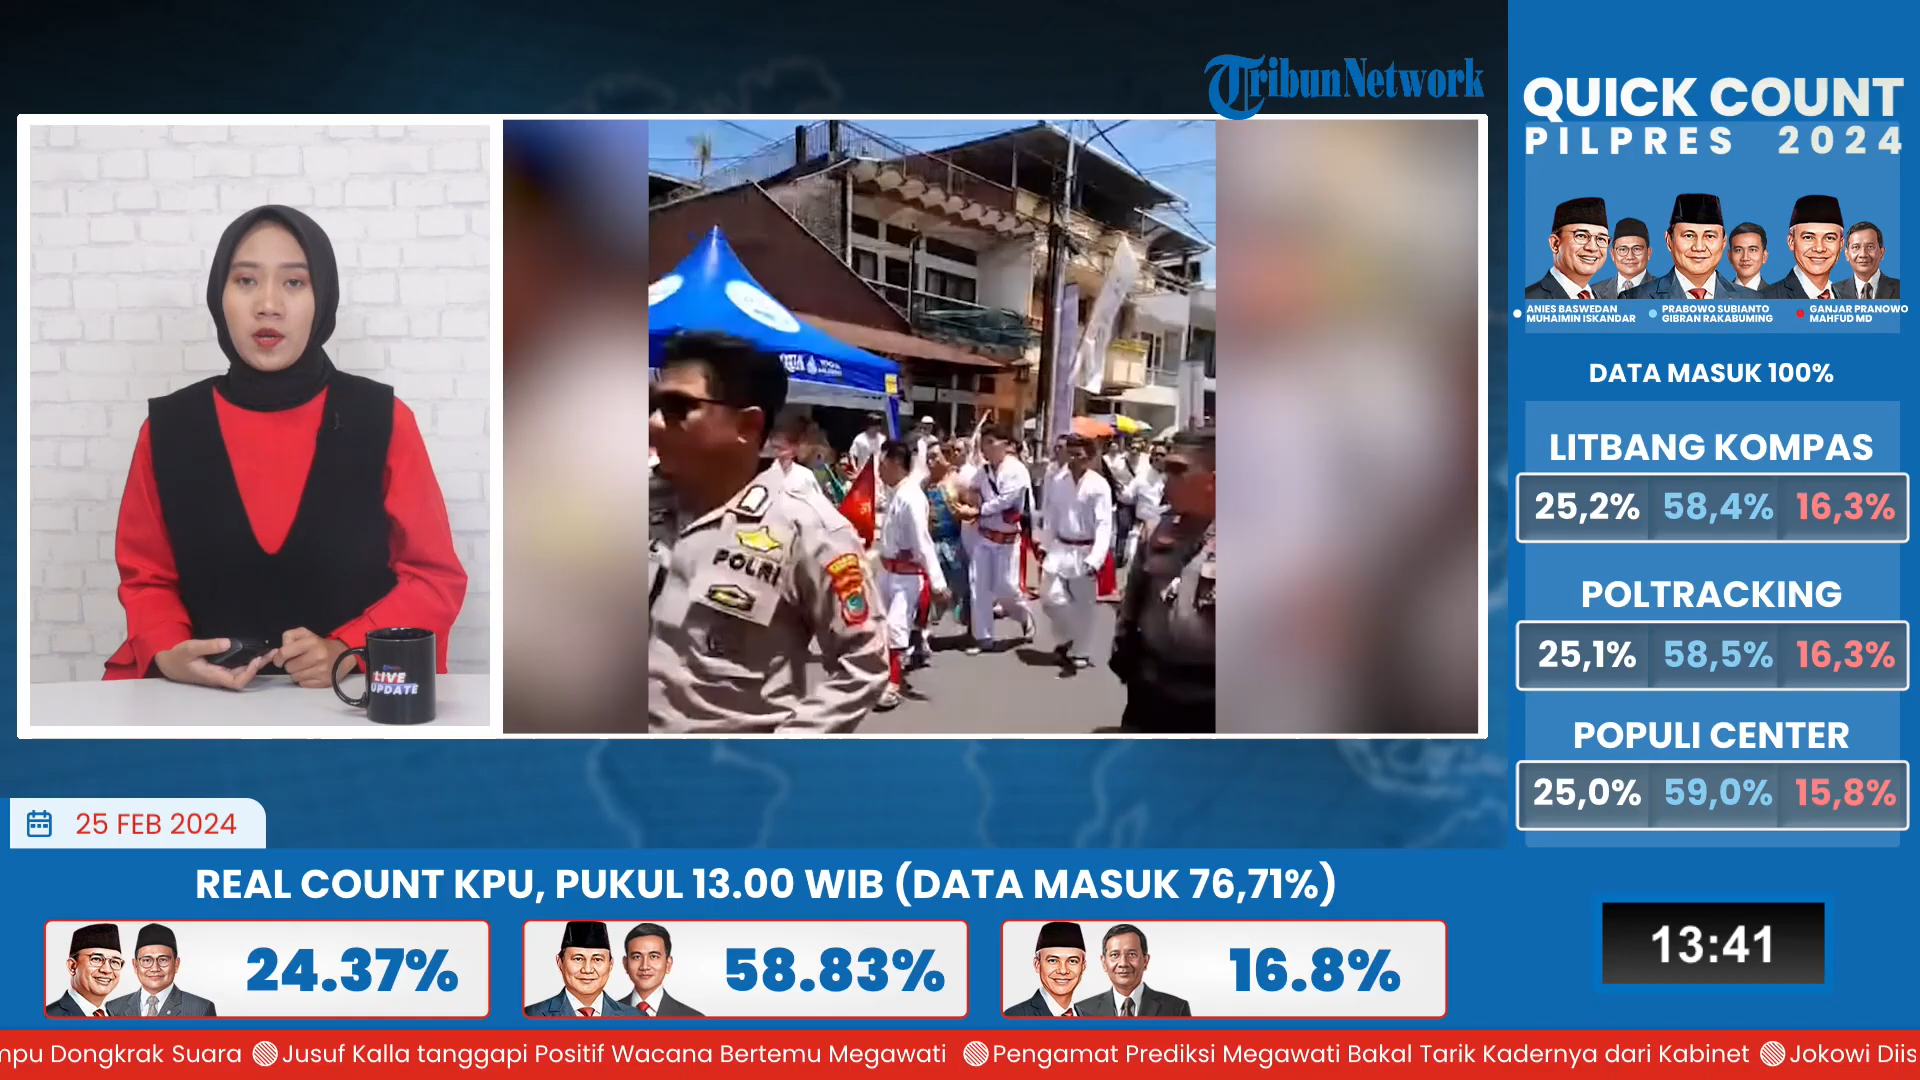 TribunNetwork
QUICK COUNT
PILPRES 2024
ANIES BASWEDAN
MUHAIMIN ISKANDAR
PRABOWO SUBIANTO
GIBRAN RAKABUMING
GANJAR PRANOWO
MAHFUD MD
DATA MASUK 100%
LITBANG KOMPAS
25,2% 58,4% 16,3%
POLTRACKING
25,1% 58,5% 16,3%
POPULI CENTER
25,0% 59,0% 15,8%
POLRI
LIVE
UPDATE
25 FEB 2024
REAL COUNT KPU, PUKUL 13.00 WIB (DATA MASUK 76,71%)
24.37% 58.83% 16.8%
13:41
mpu Dongkrak Suara Jusuf Kalla tanggapi Positif Wacana Bertemu Megawati Pengamat Prediksi Megawati Bakal Tarik Kadernya dari Kabinet Jokowi Diis